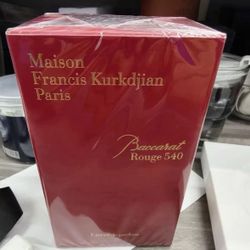 Maison
Francis Kurkdjian
Paris
Baccarat
Rouge 540